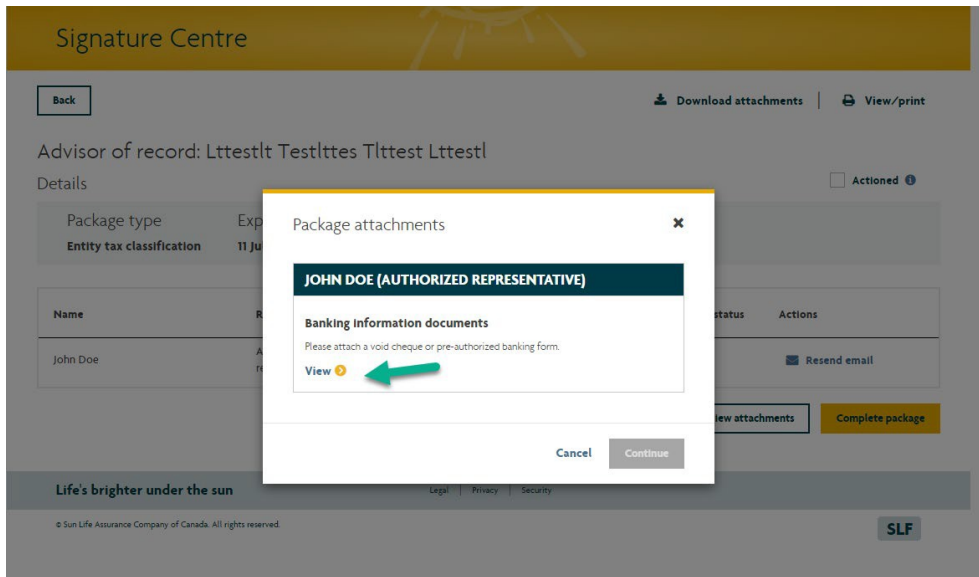 Signature Centre
Back
Download attachments
View/print
Advisor of record: Lttestlt Testlttes Tlttest Lttestl
Details
Actioned
Package type
Entity tax classification
11
Package attachments
JOHN DOE (AUTHORIZED REPRESENTATIVE)
Banking information documents
Please attach a void cheque or pre-authorized banking form.
View
Cancel
Continue
Name
status
Actions
John Doe
Resend email
attachments
Complete package
Life's brighter under the sun
Legal | Privacy | Security
© Sun Life Assurance Company of Canada. All rights reserved.
SLF